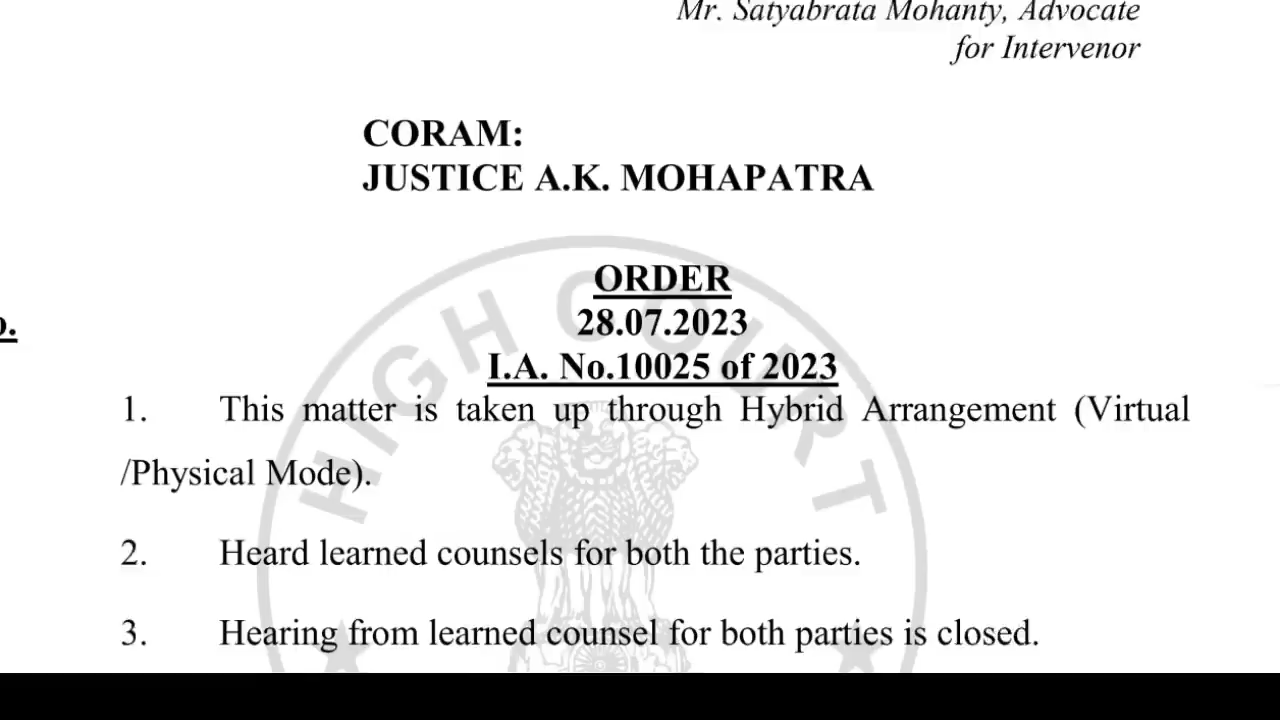 Mr. Satyabrata Mohanty, Advocate
for Intervenor
CORAM:
JUSTICE A.K. MOHAPATRA
ORDER
28.07.2023
I.A. No.10025 of 2023
1. This matter is taken up through Hybrid Arrangement (Virtual
/Physical Mode).
2. Heard learned counsels for both the parties.
3. Hearing from learned counsel for both parties is closed.
HIGH COURT